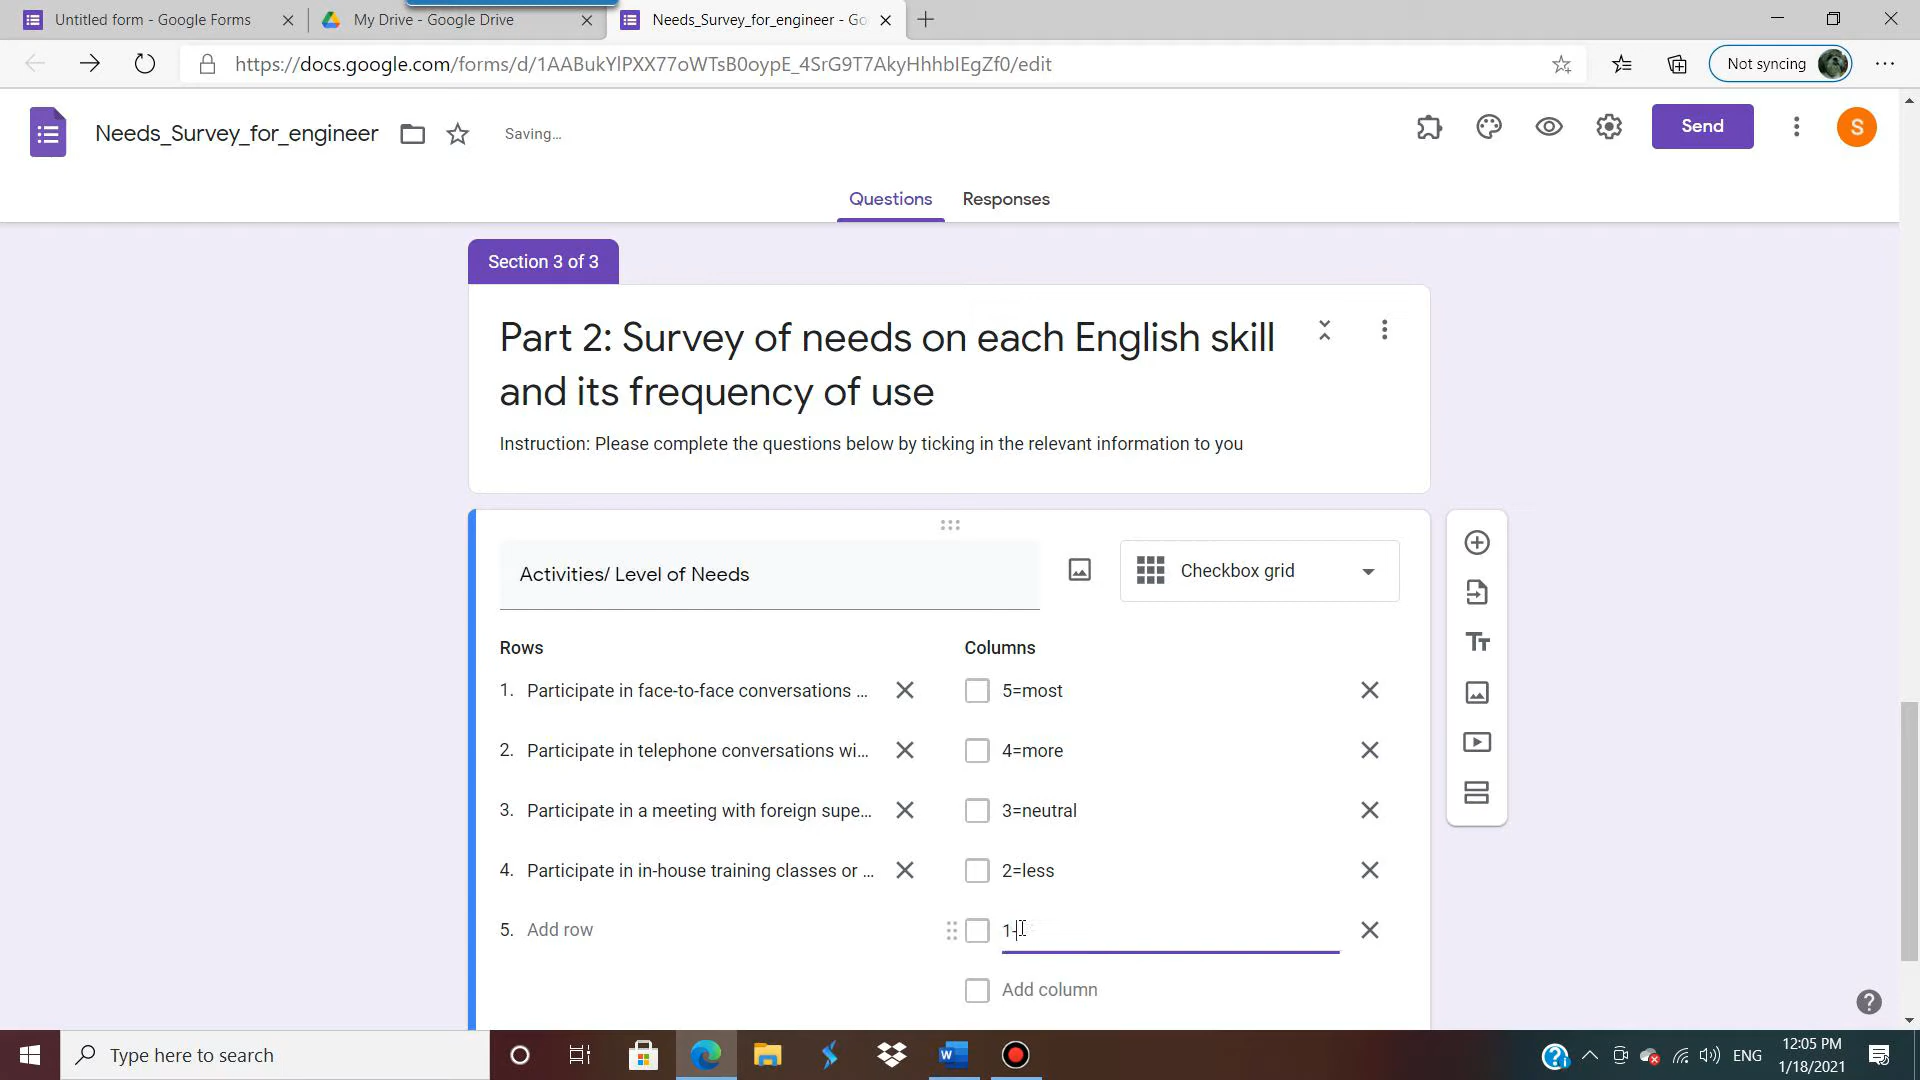 Untitled form - Google Forms
My Drive - Google Drive
Needs_Survey_for_engineer - Go
https://docs.google.com/forms/d/1AABukYlPXX77oWTsB0oypE_4SrG9T7AkyHhhbIEgZf0/edit
Not syncing
Needs_Survey_for_engineer
Saving...
Send
S
Questions
Responses
Section 3 of 3
Part 2: Survey of needs on each English skill
and its frequency of use
Instruction: Please complete the questions below by ticking in the relevant information to you
Activities/ Level of Needs
Checkbox grid
Rows
Columns
1. Participate in face-to-face conversations ...
5=most
2. Participate in telephone conversations wi...
4=more
3. Participate in a meeting with foreign supe...
3=neutral
4. Participate in in-house training classes or ...
2=less
5. Add row
1-
Add column
Type here to search
ENG
12:05 PM
1/18/2021